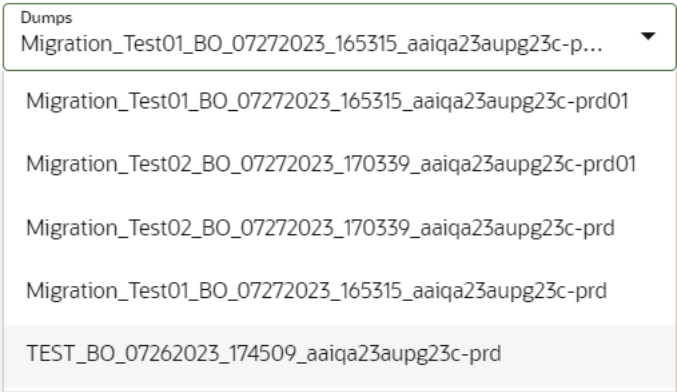 Dumps
Migration_Test01_BO_07272023_165315_aaiqa23aupg23c-p...
Migration_Test01_BO_07272023_165315_aaiqa23aupg23c-prd01
Migration_Test02_BO_07272023_170339_aaiqa23aupg23c-prd01
Migration_Test02_BO_07272023_170339_aaiqa23aupg23c-prd
Migration_Test01_BO_07272023_165315_aaiqa23aupg23c-prd
TEST_BO_07262023_174509_aaiqa23aupg23c-prd